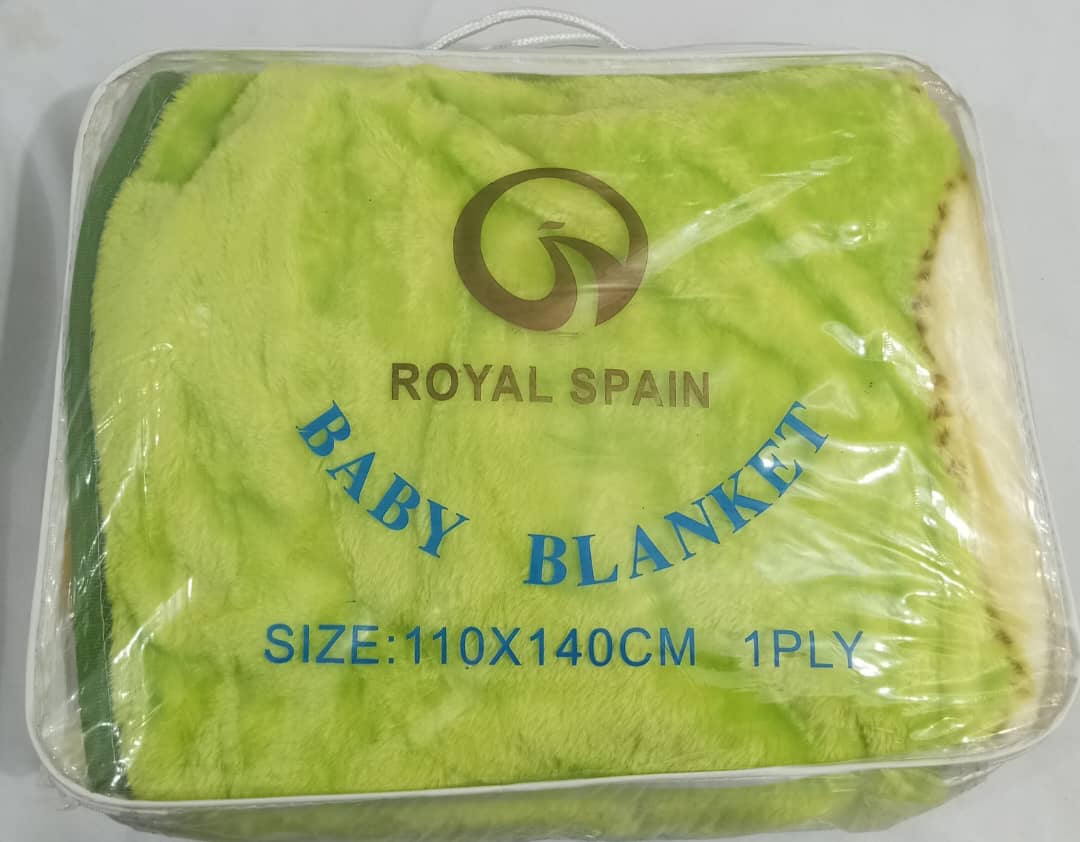 ROYAL SPAIN
BABY BLANKET
SIZE:110X140CM 1PLY